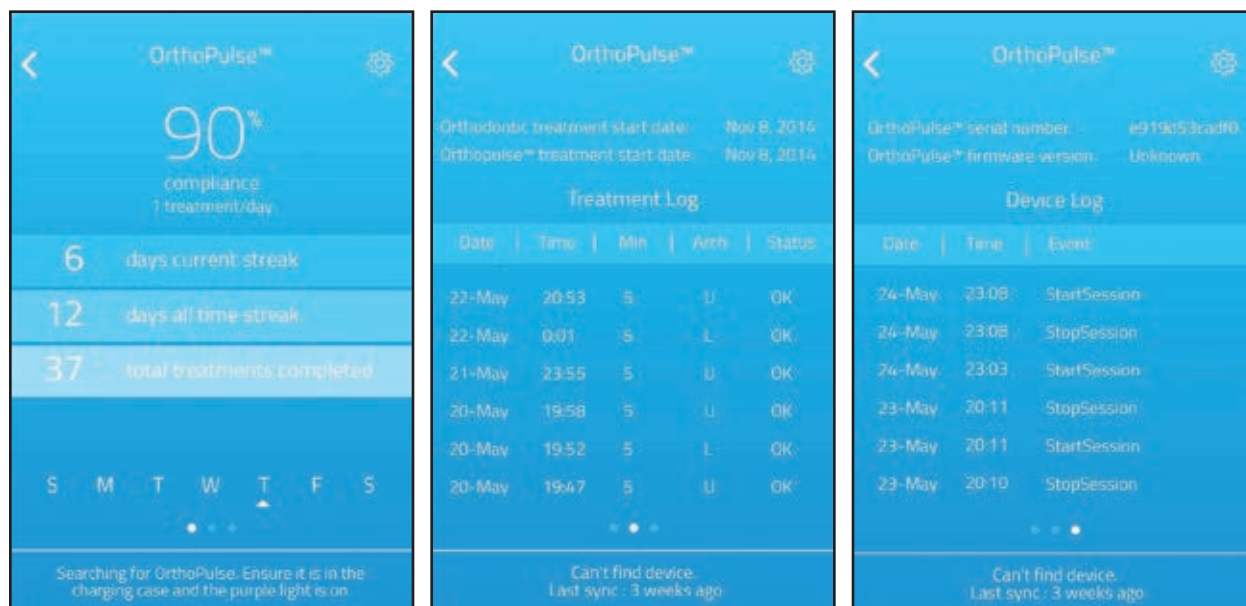 OrthoPulse™
90%
compliance
1 treatment/day
6 days current streak
12 days all time streak
37 total treatments completed
S M T W T F S
Searching for OrthoPulse. Ensure it is in the
charging case and the purple light is on
OrthoPulse™
Orthodontic treatment start date: Nov 8, 2014
Orthopulse™ treatment start date: Nov 8, 2014
Treatment Log
Date | Time | Min | Arch | Status
22-May 20:53 5 U OK
22-May 0:01 5 L OK
21-May 23:55 5 U OK
20-May 19:58 5 U OK
20-May 19:52 5 L OK
20-May 19:47 5 U OK
Can't find device.
Last sync : 3 weeks ago
OrthoPulse™
OrthoPulse™ serial number
OrthoPulse™ firmware version: Unknown
Device Log
Date | Time | Event
24-May 23:08 StartSession
24-May 23:08 StopSession
24-May 23:03 StartSession
23-May 20:11 StopSession
23-May 20:11 StartSession
23-May 20:10 StopSession
Can't find device.
Last sync : 3 weeks ago